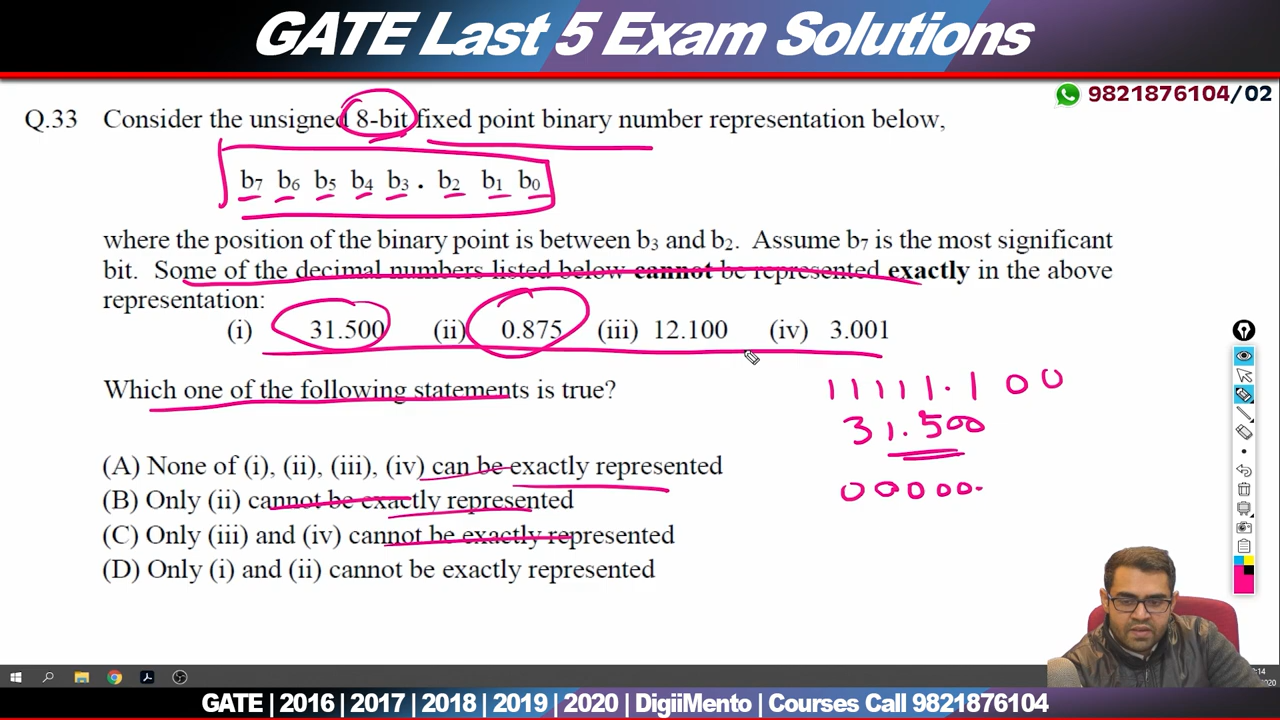 GATE Last 5 Exam Solutions
9821876104/02
Q.33 Consider the unsigned 8-bit fixed point binary number representation below,
b₇ b₆ b₅ b₄ b₃ . b₂ b₁ b₀
where the position of the binary point is between b₃ and b₂. Assume b₇ is the most significant
bit. Some of the decimal numbers listed below cannot be represented exactly in the above
representation:
(i) 31.500 (ii) 0.875 (iii) 12.100 (iv) 3.001
Which one of the following statements is true?
11111.100
31.500
00000.
(A) None of (i), (ii), (iii), (iv) can be exactly represented
(B) Only (ii) cannot be exactly represented
(C) Only (iii) and (iv) cannot be exactly represented
(D) Only (i) and (ii) cannot be exactly represented
GATE | 2016 | 2017 | 2018 | 2019 | 2020 | DigiiMento | Courses Call 9821876104